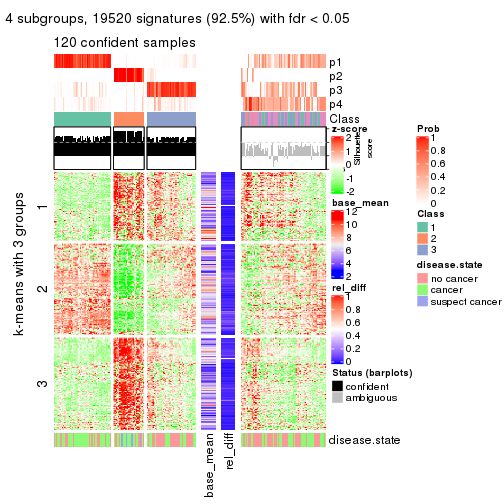 4 subgroups, 19520 signatures (92.5%) with fdr < 0.05
120 confident samples
p1
p2
p3
p4
Class
Silhouette
score
k-means with 3 groups
1
2
3
base_mean
rel_diff
disease.state
z-score
2
1
0
-1
-2
base_mean
12
10
8
6
4
2
rel_diff
1
0.8
0.6
0.4
0.2
0
Status (barplots)
confident
ambiguous
Prob
1
0.8
0.6
0.4
0.2
0
Class
1
2
3
disease.state
no cancer
cancer
suspect cancer